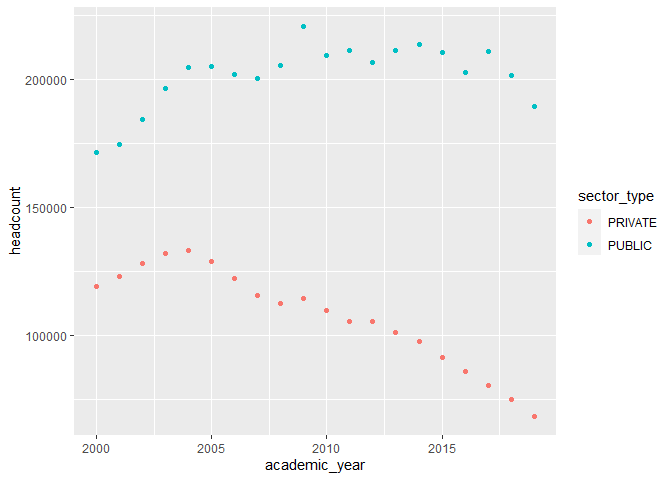 200000
150000
100000
headcount
2000 2005 2010 2015
academic_year
sector_type
PRIVATE
PUBLIC